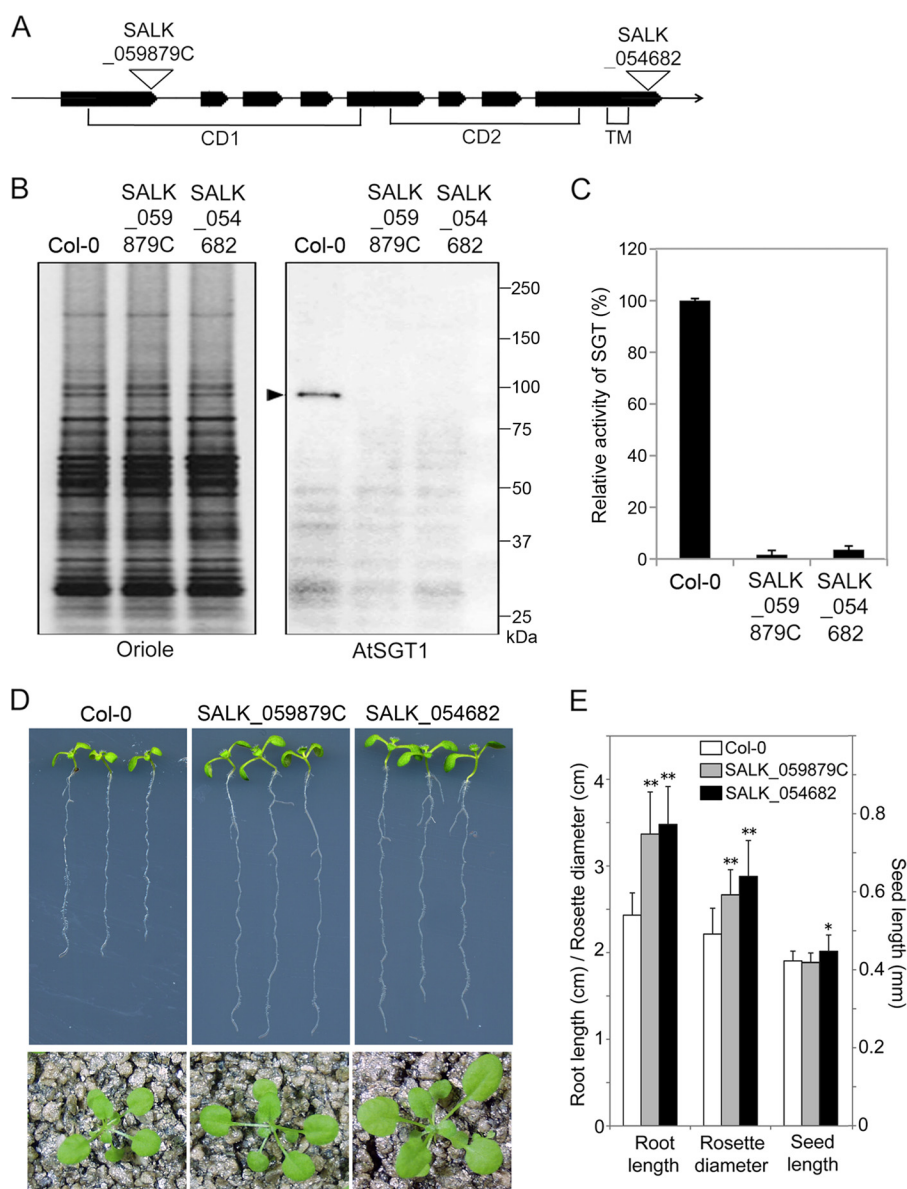 A
SALK
_059879C
SALK
_054682
CD1
CD2
TM
B
Col-0
SALK
_059
879C
SALK
_054
682
Col-0
SALK
_059
879C
SALK
_054
682
250
150
100
75
50
37
25
kDa
Oriole
AtSGT1
C
Relative activity of SGT (%)
120
100
80
60
40
20
0
Col-0
SALK
_059
879C
SALK
_054
682
D
Col-0
SALK_059879C
SALK_054682
E
Root length (cm) / Rosette diameter (cm)
4
3
2
1
0
Col-0
SALK_059879C
SALK_054682
** **
** **
*
0.8
0.6
0.4
0.2
0
Seed length (mm)
Root
length
Rosette
diameter
Seed
length